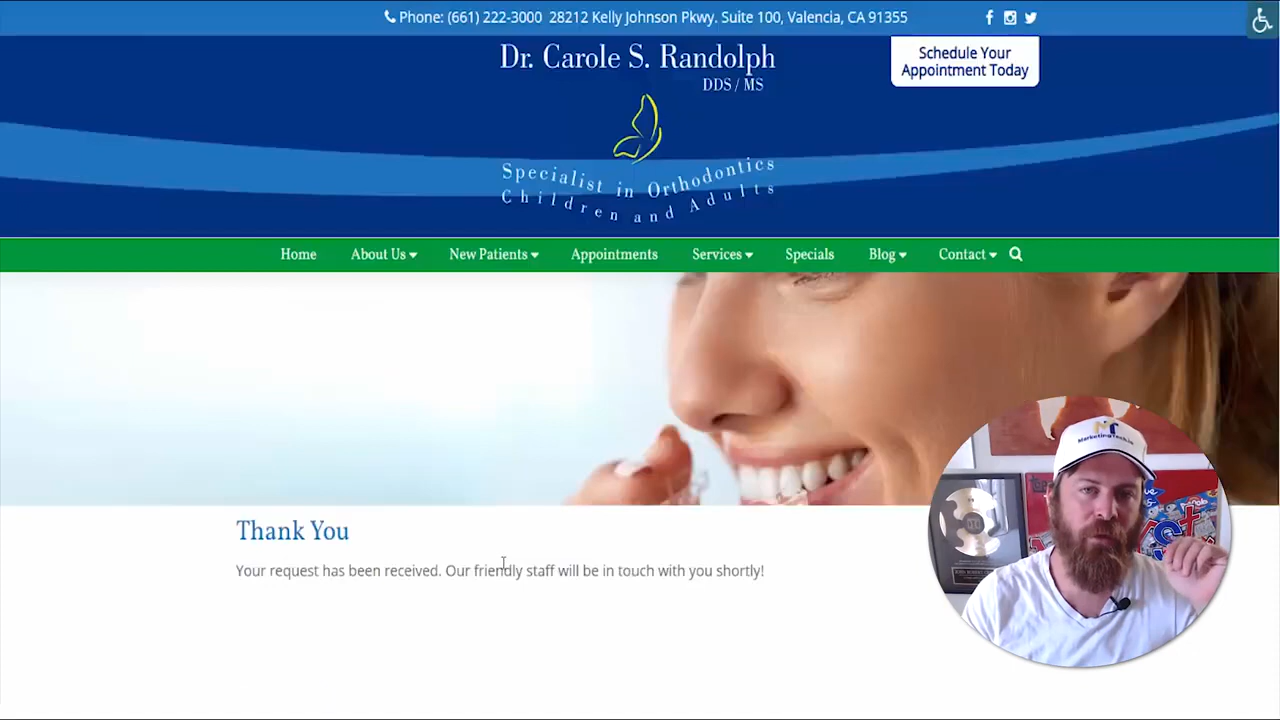 Phone: (661) 222-3000 28212 Kelly Johnson Pkwy. Suite 100, Valencia, CA 91355
Schedule Your
Appointment Today
Dr. Carole S. Randolph
DDS / MS
Specialist in Orthodontics
Children and Adults
Home About Us New Patients Appointments Services Specials Blog Contact
MarketingTech.io
Thank You
Your request has been received. Our friendly staff will be in touch with you shortly!